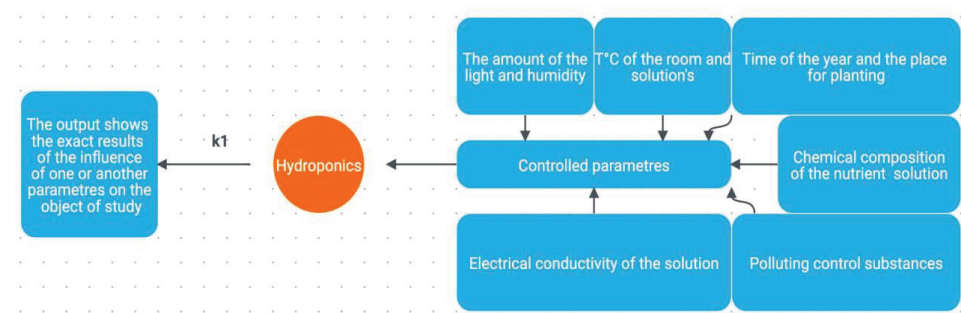 The amount of the
light and humidity
T°C of the room and
solution's
Time of the year and the place
for planting
The output shows
the exact results
of the influence
of one or another
parametres on the
object of study
k1
Hydroponics
Controlled parametres
Chemical composition
of the nutrient solution
Electrical conductivity of the solution
Polluting control substances